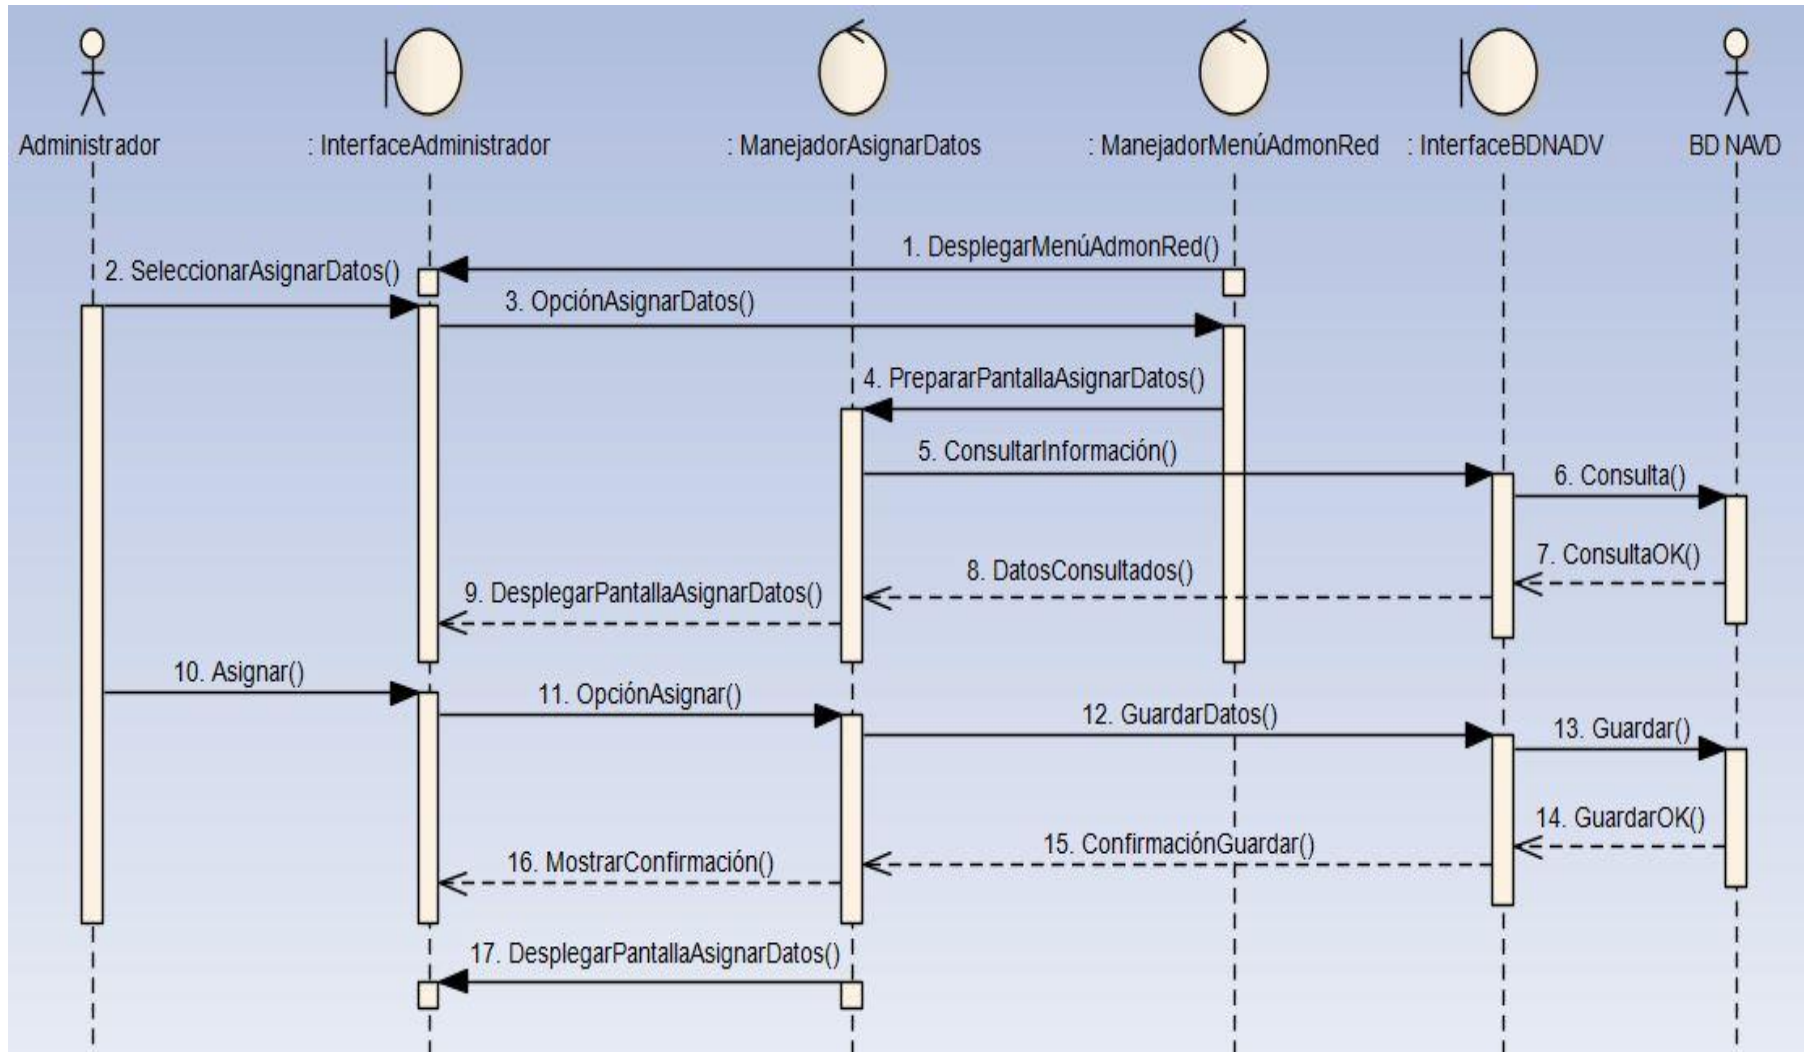 Administrador
: InterfaceAdministrador
: ManejadorAsignarDatos
: ManejadorMenúAdmonRed
: InterfaceBDNADV
BD NAVD
1. DesplegarMenúAdmonRed()
2. SeleccionarAsignarDatos()
3. OpciónAsignarDatos()
4. PrepararPantallaAsignarDatos()
5. ConsultarInformación()
6. Consulta()
7. ConsultaOK()
8. DatosConsultados()
9. DesplegarPantallaAsignarDatos()
10. Asignar()
11. OpciónAsignar()
12. GuardarDatos()
13. Guardar()
14. GuardarOK()
15. ConfirmaciónGuardar()
16. MostrarConfirmación()
17. DesplegarPantallaAsignarDatos()